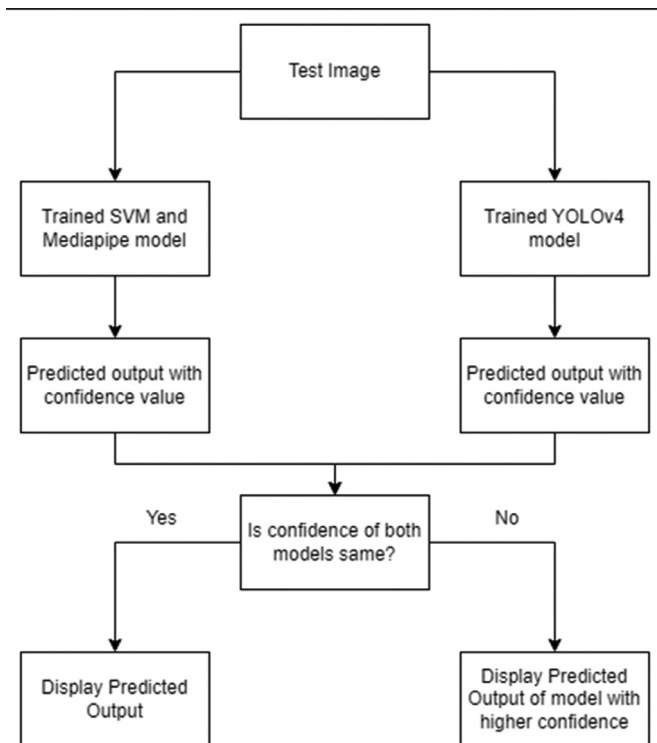 Test Image
Trained SVM and
Mediapipe model
Trained YOLOv4
model
Predicted output with
confidence value
Predicted output with
confidence value
Yes
Is confidence of both
models same?
No
Display Predicted
Output
Display Predicted
Output of model with
higher confidence